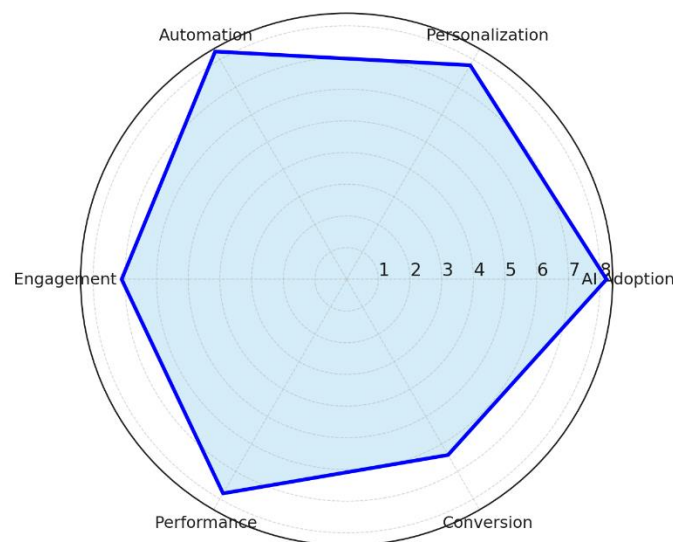 Automation
Personalization
Engagement
1 2 3 4 5 6 7 8
AI Adoption
Performance
Conversion